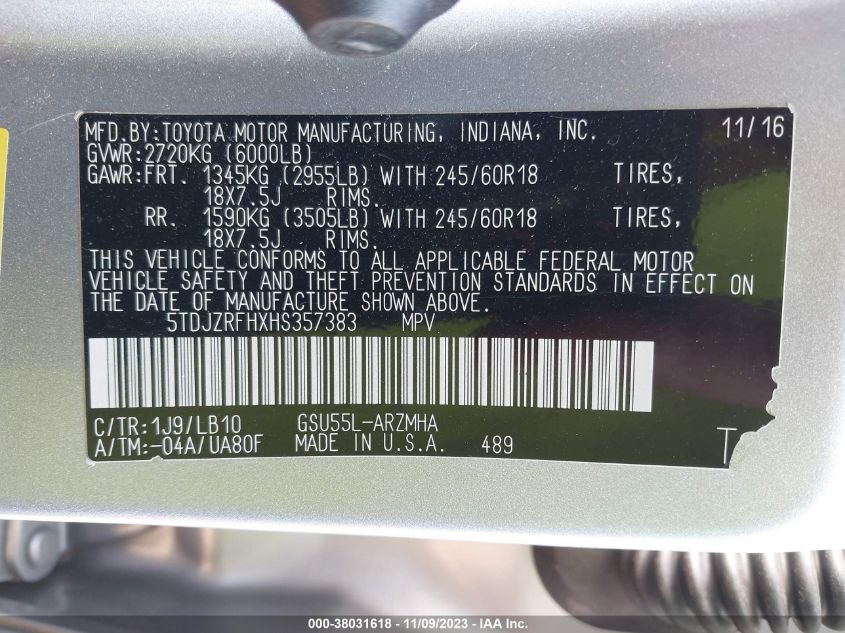 MFD.BY:TOYOTA MOTOR MANUFACTURING, INDIANA, INC. 11/16
GVWR:2720KG (6000LB)
GAWR:FRT. 1345KG (2955LB) WITH 245/60R18 TIRES,
18X7.5J RIMS.
RR. 1590KG (3505LB) WITH 245/60R18 TIRES,
18X7.5J RIMS.
THIS VEHICLE CONFORMS TO ALL APPLICABLE FEDERAL MOTOR
VEHICLE SAFETY AND THEFT PREVENTION STANDARDS IN EFFECT ON
THE DATE OF MANUFACTURE SHOWN ABOVE.
5TDJZRFHXHS357383 MPV
C/TR:1J9/LB10 GSU55L-ARZMHA
A/TM:-04A/UA80F MADE IN U.S.A. 489 T
000-38031618 - 11/09/2023 - IAA Inc.